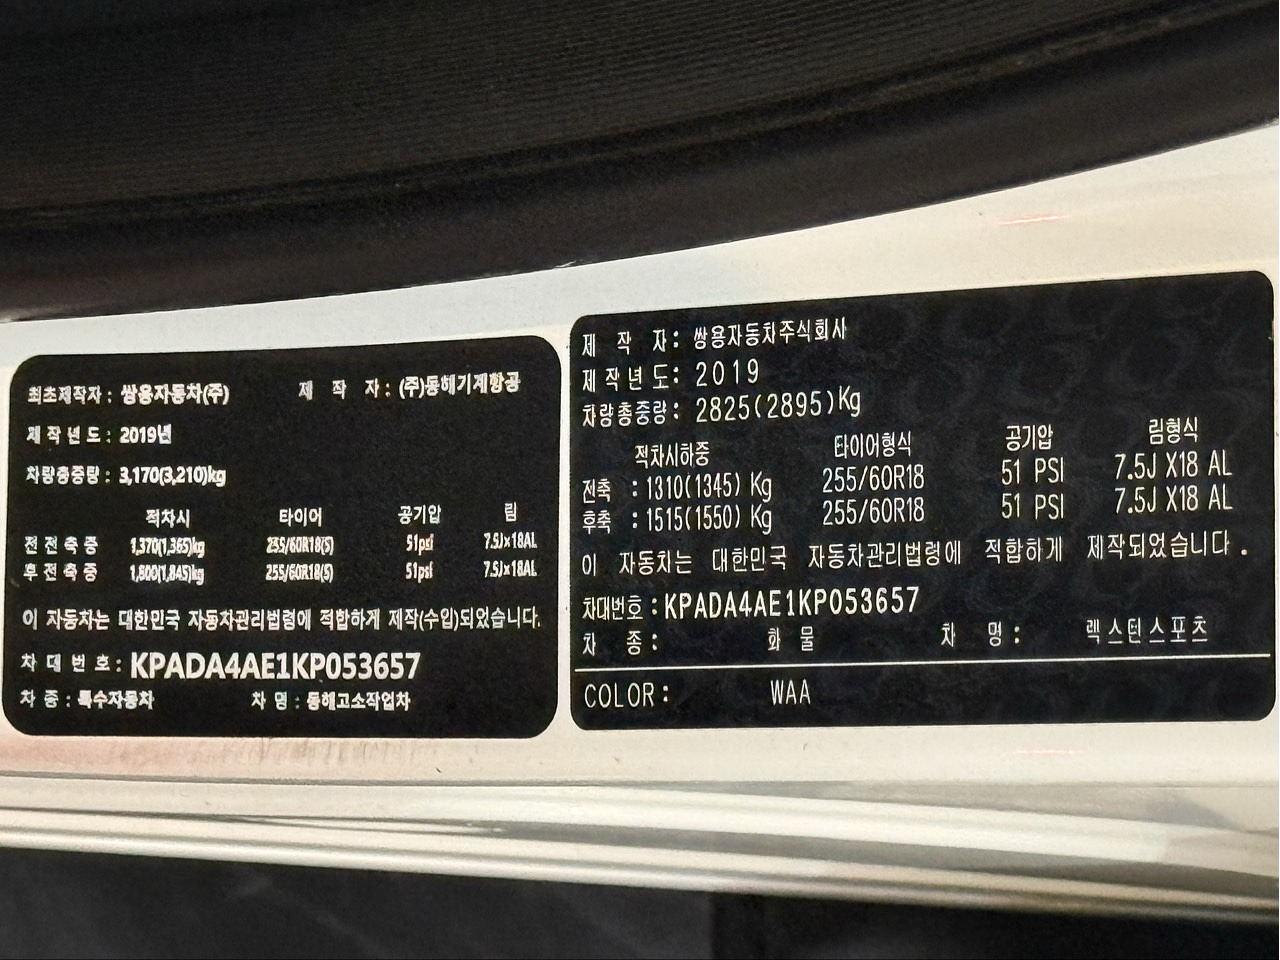 최초제작자 : 쌍용자동차(주) 제 작 자 : (주)동해기계항공
제 작 년 도 : 2019년
차량총중량 : 3,170(3,210)kg
적차시 타이어 공기압 림
전 전 축 중 1,370(1,365)kg 255/60R18(S) 51psi 7.5J×18AL
후 전 축 중 1,800(1,845)kg 255/60R18(S) 51psi 7.5J×18AL
이 자동차는 대한민국 자동차관리법령에 적합하게 제작(수입)되었습니다.
차 대 번 호 : KPADA4AE1KP053657
차 종 : 특수자동차 차 명 : 동해고소작업차
제 작 자 : 쌍용자동차주식회사
제 작 년 도 : 2019
차량총중량 : 2825(2895)Kg
적차시하중 타이어형식 공기압 림형식
전축 : 1310(1345) Kg 255/60R18 51 PSI 7.5J X18 AL
후축 : 1515(1550) Kg 255/60R18 51 PSI 7.5J X18 AL
이 자동차는 대한민국 자동차관리법령에 적합하게 제작되었습니다.
차대번호 : KPADA4AE1KP053657
차 종 : 화 물 차 명 : 렉스턴스포츠
COLOR : WAA